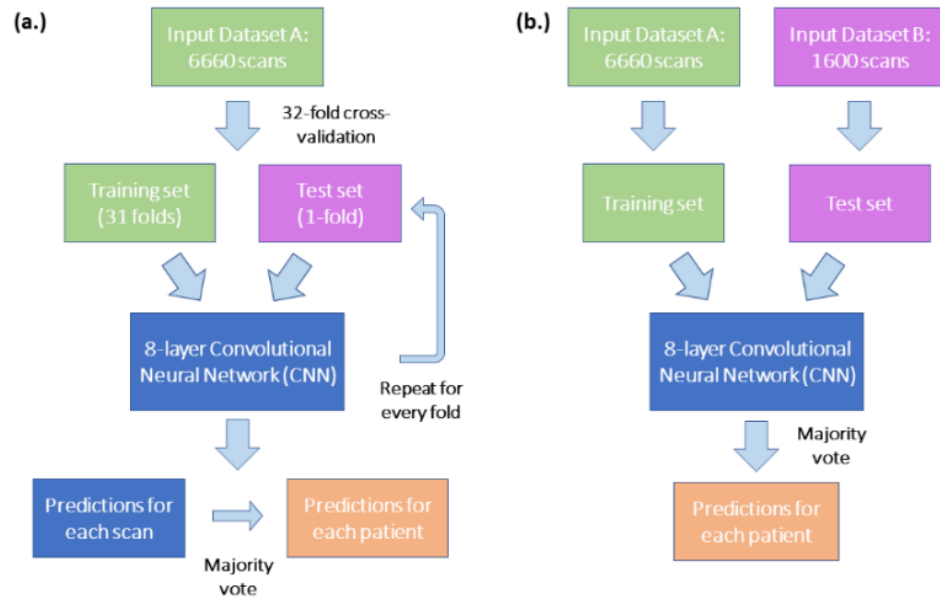 (a.)
Input Dataset A:
6660 scans
32-fold cross-
validation
Training set
(31 folds)
Test set
(1-fold)
8-layer Convolutional
Neural Network (CNN)
Repeat for
every fold
Predictions for
each scan
Majority
vote
Predictions for
each patient
(b.)
Input Dataset A:
6660 scans
Input Dataset B:
1600 scans
Training set
Test set
8-layer Convolutional
Neural Network (CNN)
Majority
vote
Predictions for
each patient